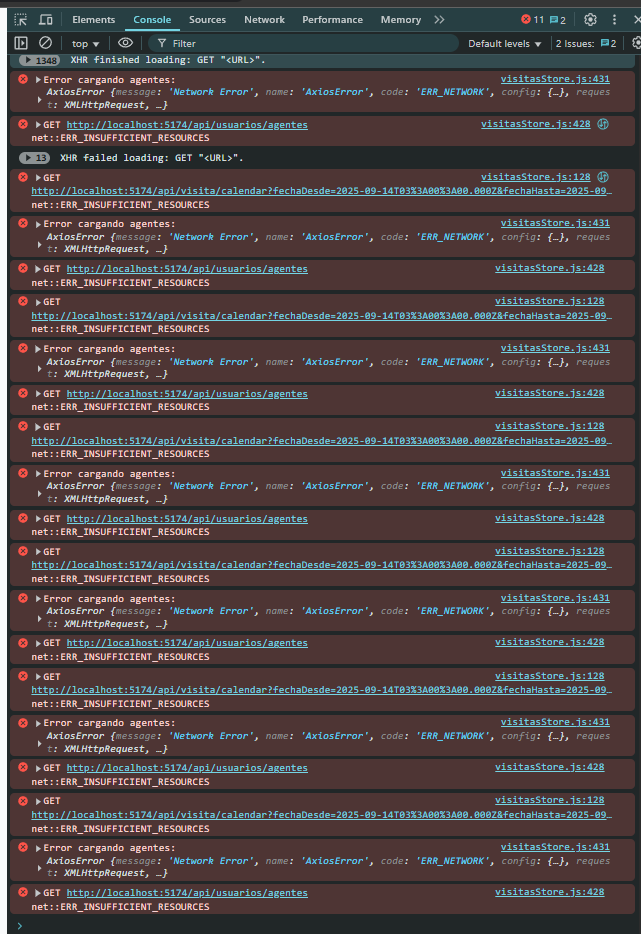 Elements Console Sources Network Performance Memory 11 2
top Filter Default levels 2 Issues: 2
1348 XHR finished loading: GET "<URL>".
Error cargando agentes: visitasStore.js:431
AxiosError {message: 'Network Error', name: 'AxiosError', code: 'ERR_NETWORK', config: {…}, reques
t: XMLHttpRequest, …}
GET http://localhost:5174/api/usuarios/agentes visitasStore.js:428
net::ERR_INSUFFICIENT_RESOURCES
13 XHR failed loading: GET "<URL>".
GET visitasStore.js:128
http://localhost:5174/api/visita/calendar?fechaDesde=2025-09-14T03%3A00%3A00.000Z&fechaHasta=2025-09…
net::ERR_INSUFFICIENT_RESOURCES
Error cargando agentes: visitasStore.js:431
AxiosError {message: 'Network Error', name: 'AxiosError', code: 'ERR_NETWORK', config: {…}, reques
t: XMLHttpRequest, …}
GET http://localhost:5174/api/usuarios/agentes visitasStore.js:428
net::ERR_INSUFFICIENT_RESOURCES
GET visitasStore.js:128
http://localhost:5174/api/visita/calendar?fechaDesde=2025-09-14T03%3A00%3A00.000Z&fechaHasta=2025-09…
net::ERR_INSUFFICIENT_RESOURCES
Error cargando agentes: visitasStore.js:431
AxiosError {message: 'Network Error', name: 'AxiosError', code: 'ERR_NETWORK', config: {…}, reques
t: XMLHttpRequest, …}
GET http://localhost:5174/api/usuarios/agentes visitasStore.js:428
net::ERR_INSUFFICIENT_RESOURCES
GET visitasStore.js:128
http://localhost:5174/api/visita/calendar?fechaDesde=2025-09-14T03%3A00%3A00.000Z&fechaHasta=2025-09…
net::ERR_INSUFFICIENT_RESOURCES
Error cargando agentes: visitasStore.js:431
AxiosError {message: 'Network Error', name: 'AxiosError', code: 'ERR_NETWORK', config: {…}, reques
t: XMLHttpRequest, …}
GET http://localhost:5174/api/usuarios/agentes visitasStore.js:428
net::ERR_INSUFFICIENT_RESOURCES
GET visitasStore.js:128
http://localhost:5174/api/visita/calendar?fechaDesde=2025-09-14T03%3A00%3A00.000Z&fechaHasta=2025-09…
net::ERR_INSUFFICIENT_RESOURCES
Error cargando agentes: visitasStore.js:431
AxiosError {message: 'Network Error', name: 'AxiosError', code: 'ERR_NETWORK', config: {…}, reques
t: XMLHttpRequest, …}
GET http://localhost:5174/api/usuarios/agentes visitasStore.js:428
net::ERR_INSUFFICIENT_RESOURCES
GET visitasStore.js:128
http://localhost:5174/api/visita/calendar?fechaDesde=2025-09-14T03%3A00%3A00.000Z&fechaHasta=2025-09…
net::ERR_INSUFFICIENT_RESOURCES
Error cargando agentes: visitasStore.js:431
AxiosError {message: 'Network Error', name: 'AxiosError', code: 'ERR_NETWORK', config: {…}, reques
t: XMLHttpRequest, …}
GET http://localhost:5174/api/usuarios/agentes visitasStore.js:428
net::ERR_INSUFFICIENT_RESOURCES
GET visitasStore.js:128
http://localhost:5174/api/visita/calendar?fechaDesde=2025-09-14T03%3A00%3A00.000Z&fechaHasta=2025-09…
net::ERR_INSUFFICIENT_RESOURCES
Error cargando agentes: visitasStore.js:431
AxiosError {message: 'Network Error', name: 'AxiosError', code: 'ERR_NETWORK', config: {…}, reques
t: XMLHttpRequest, …}
GET http://localhost:5174/api/usuarios/agentes visitasStore.js:428
net::ERR_INSUFFICIENT_RESOURCES